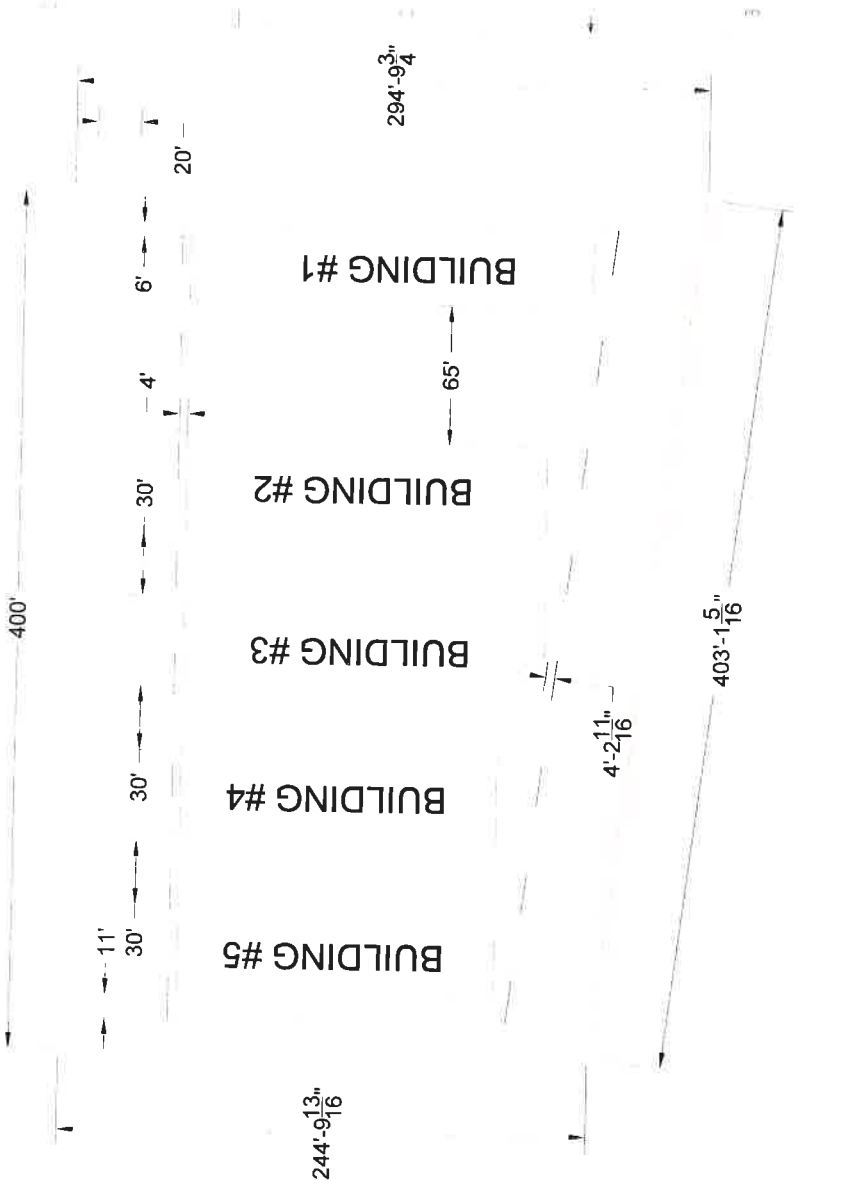 294'-9 3/4"
20'
400'
6'
BUILDING #1
4'
65'
30'
BUILDING #2
BUILDING #3
403'-1 5/16"
4'-2 11/16"
30'
BUILDING #4
11'
30'
BUILDING #5
244'-9 13/16"